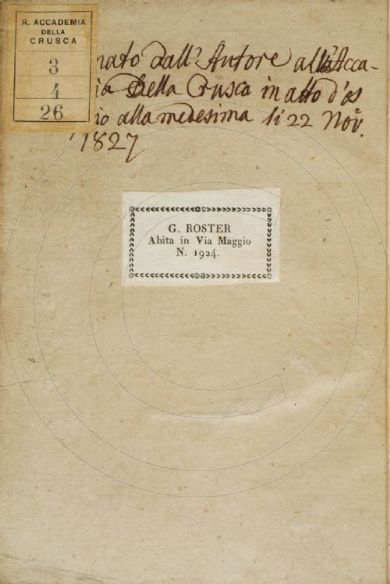 R. ACCADEMIA
DELLA
CRUSCA
3
4
26
nato dall'Autore all'Acca-
ia Della Crusca in atto d'os
io alla medesima li 22 Nov.
1827
G. ROSTER
Abita in Via Maggio
N. 1924.